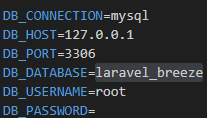 DB_CONNECTION=mysql
DB_HOST=127.0.0.1
DB_PORT=3306
DB_DATABASE=laravel_breeze
DB_USERNAME=root
DB_PASSWORD=